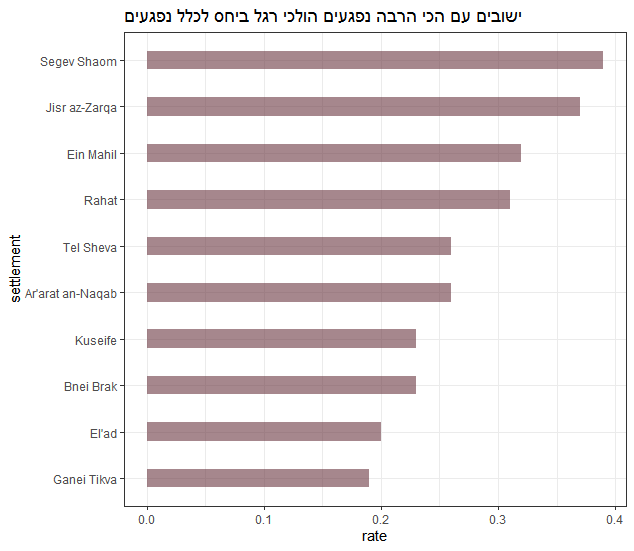 ישובים עם הכי הרבה נפגעים הולכי רגל ביחס לכלל נפגעים
Segev Shaom
Jisr az-Zarqa
Ein Mahil
Rahat
Tel Sheva
Ar'arat an-Naqab
Kuseife
Bnei Brak
El'ad
Ganei Tikva
settlement
0.0 0.1 0.2 0.3 0.4
rate